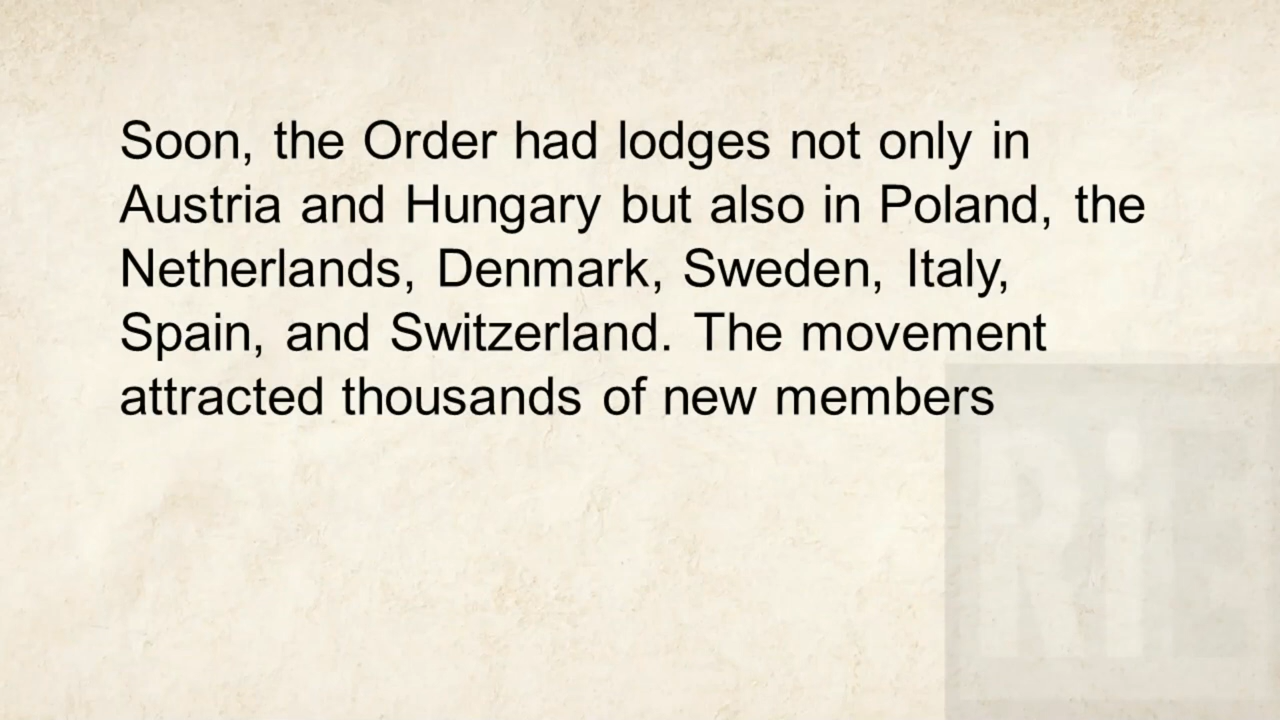 Soon, the Order had lodges not only in
Austria and Hungary but also in Poland, the
Netherlands, Denmark, Sweden, Italy,
Spain, and Switzerland. The movement
attracted thousands of new members